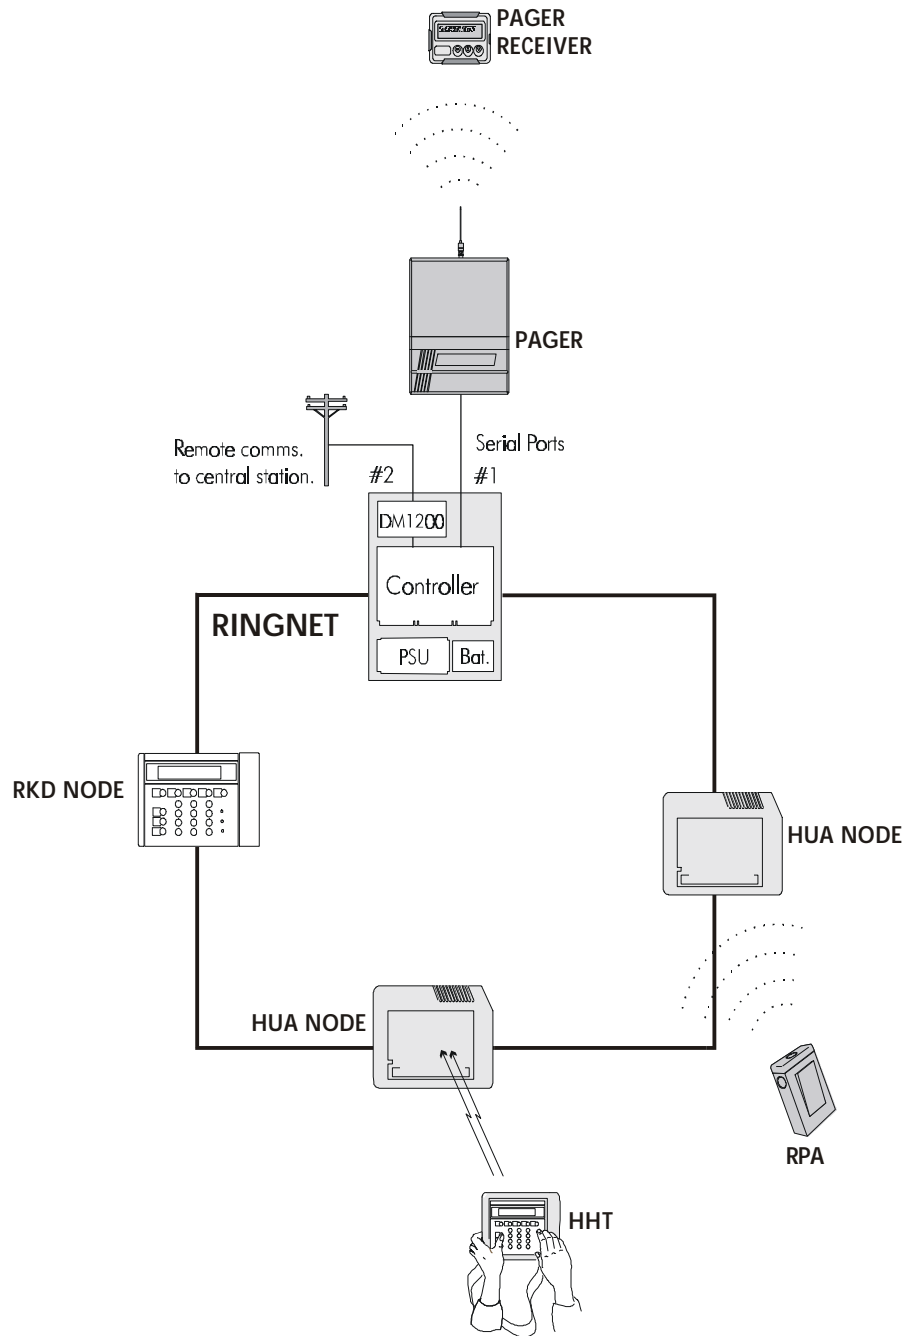 PAGER
RECEIVER
PAGER
Remote comms.
to central station.
Serial Ports
#2
#1
DM1200
Controller
RINGNET
PSU
Bat.
RKD NODE
HUA NODE
HUA NODE
RPA
HHT